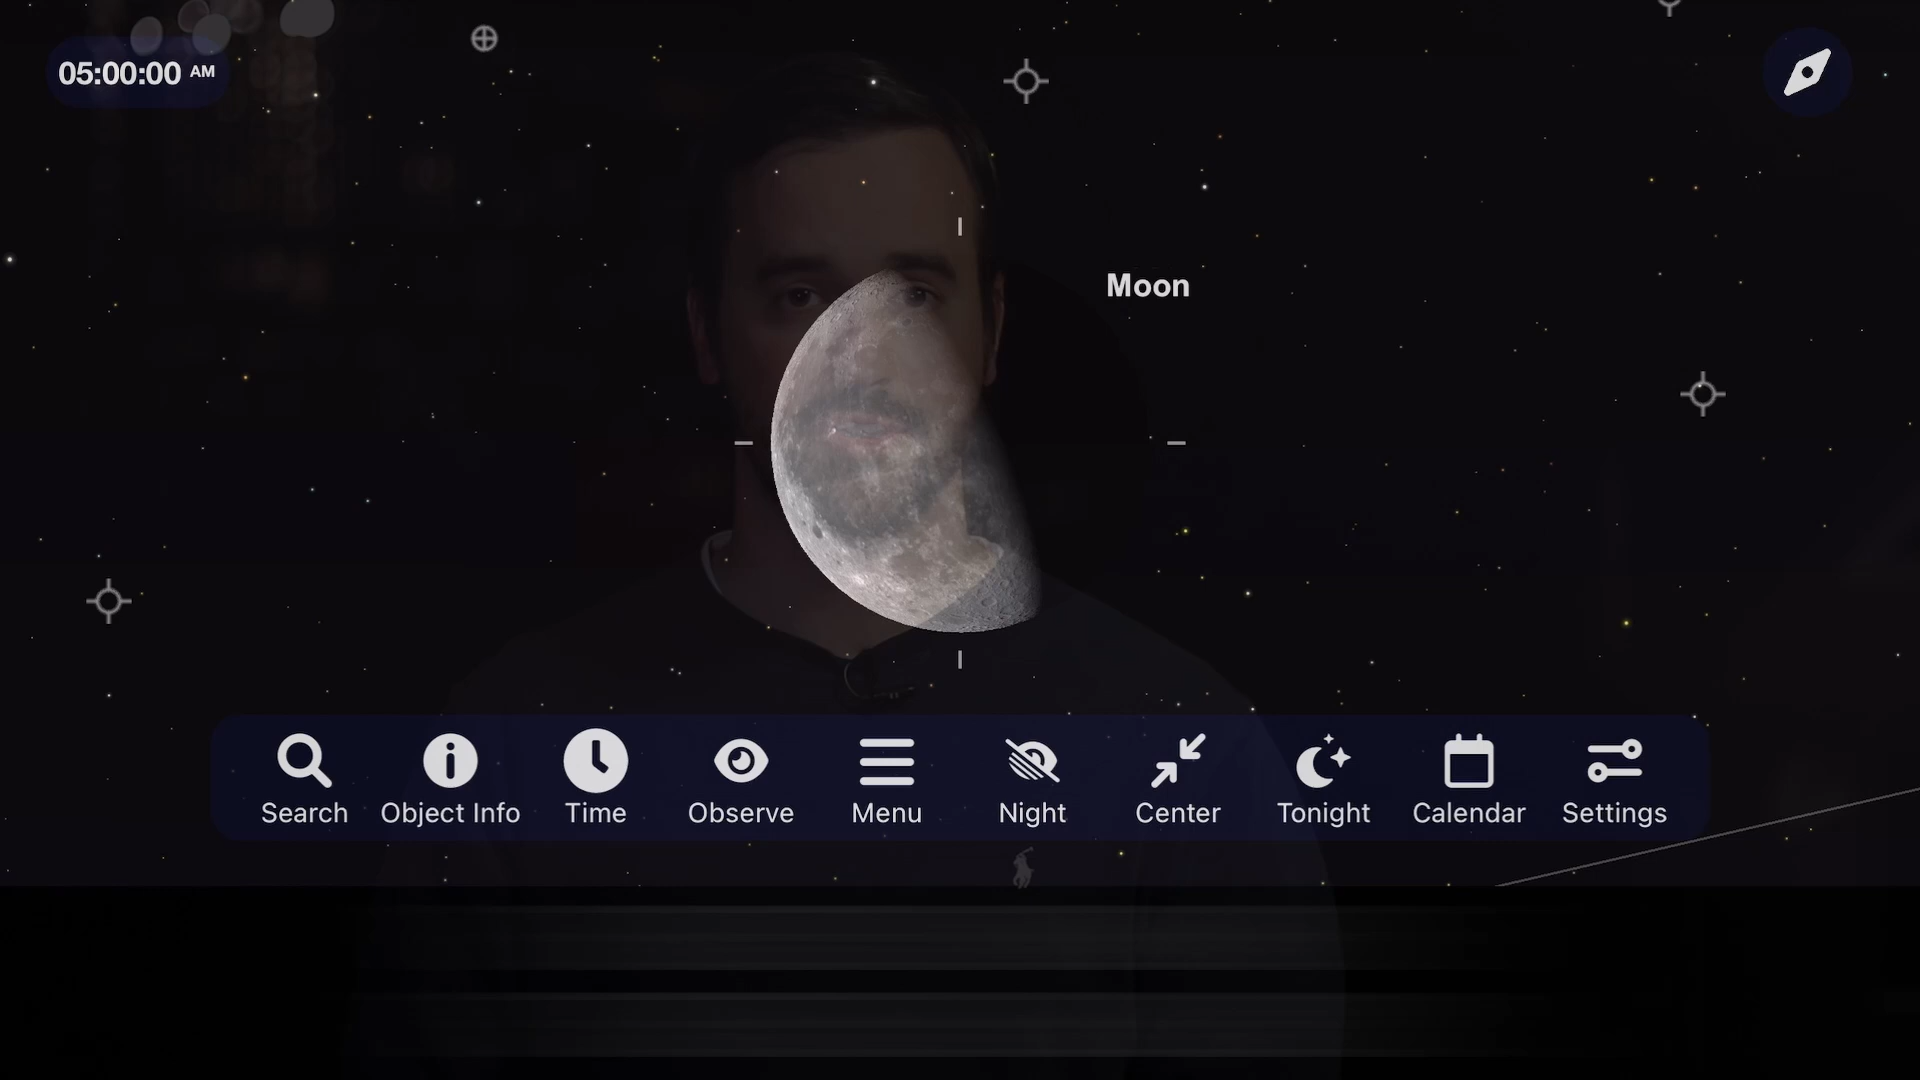 05:00:00 AM
Moon
Search Object Info Time Observe Menu Night Center Tonight Calendar Settings